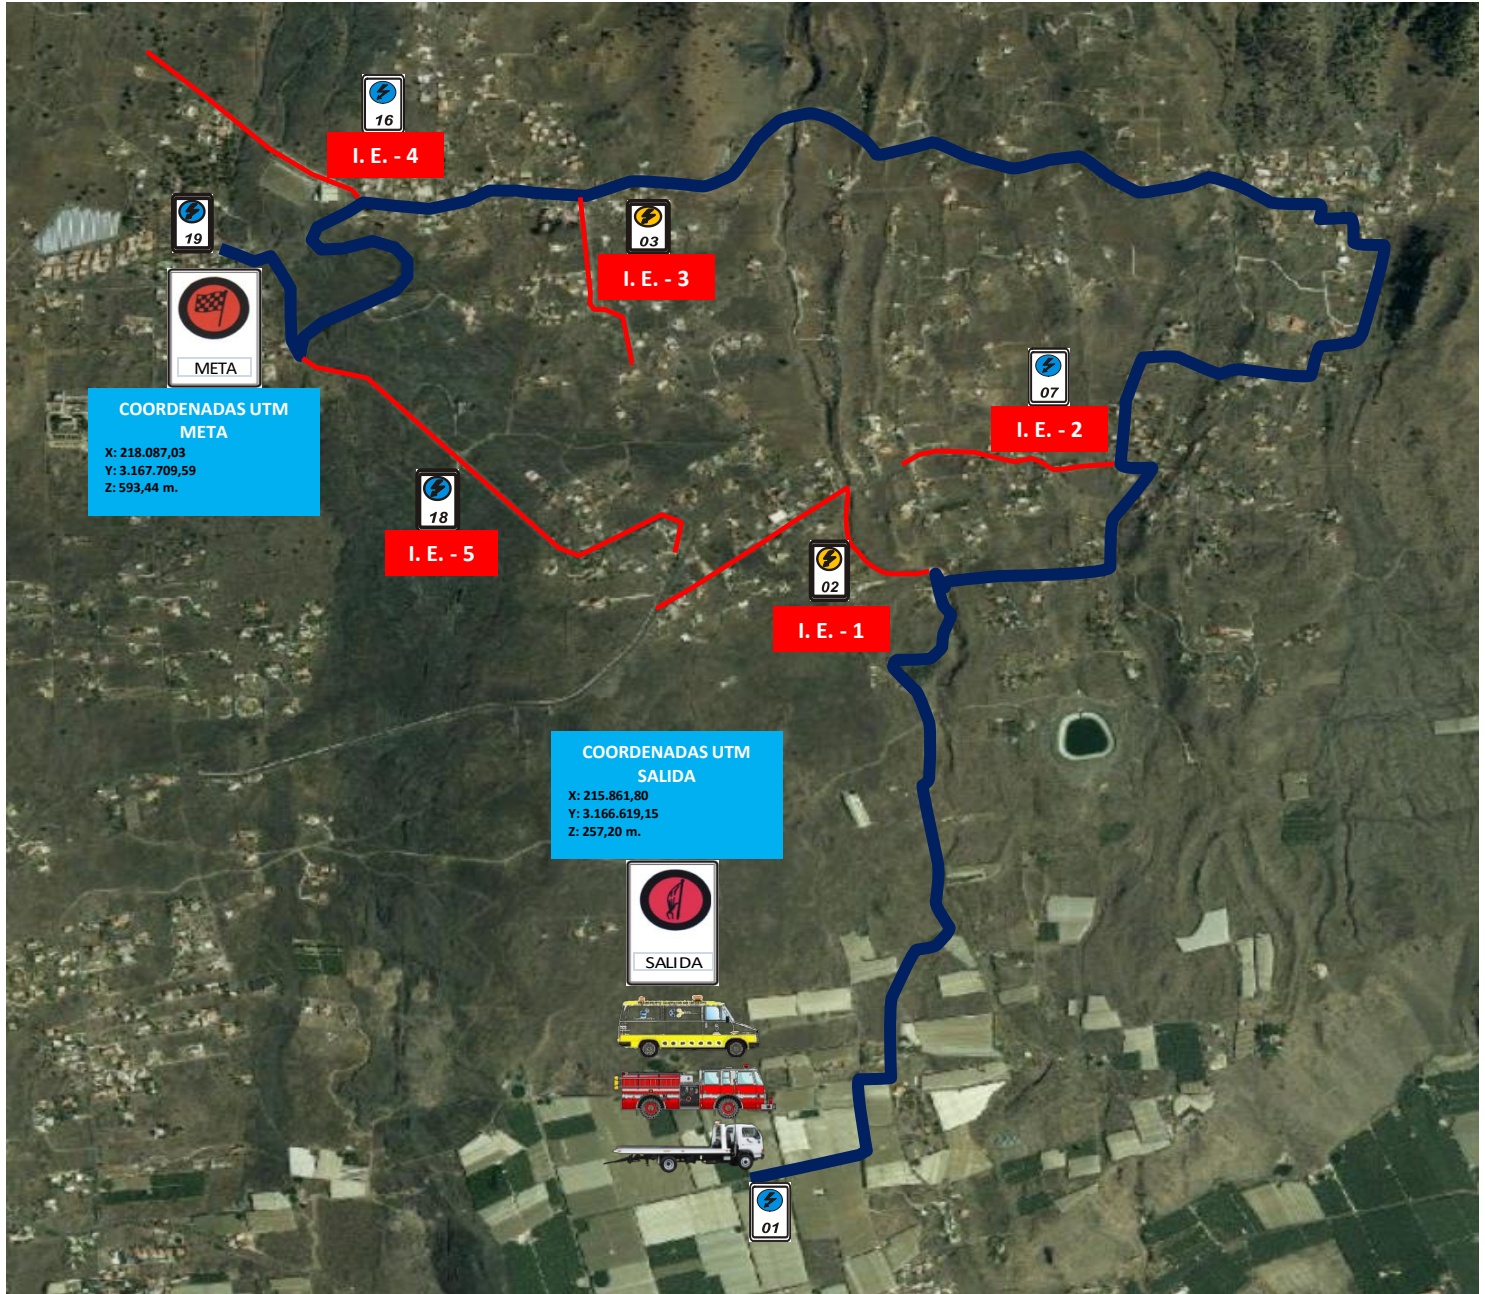 16
I. E. - 4
19
03
I. E. - 3
META
COORDENADAS UTM
META
X: 218.087,03
Y: 3.167.709,59
Z: 593,44 m.
07
I. E. - 2
18
I. E. - 5
02
I. E. - 1
COORDENADAS UTM
SALIDA
X: 215.861,80
Y: 3.166.619,15
Z: 257,20 m.
SALIDA
01